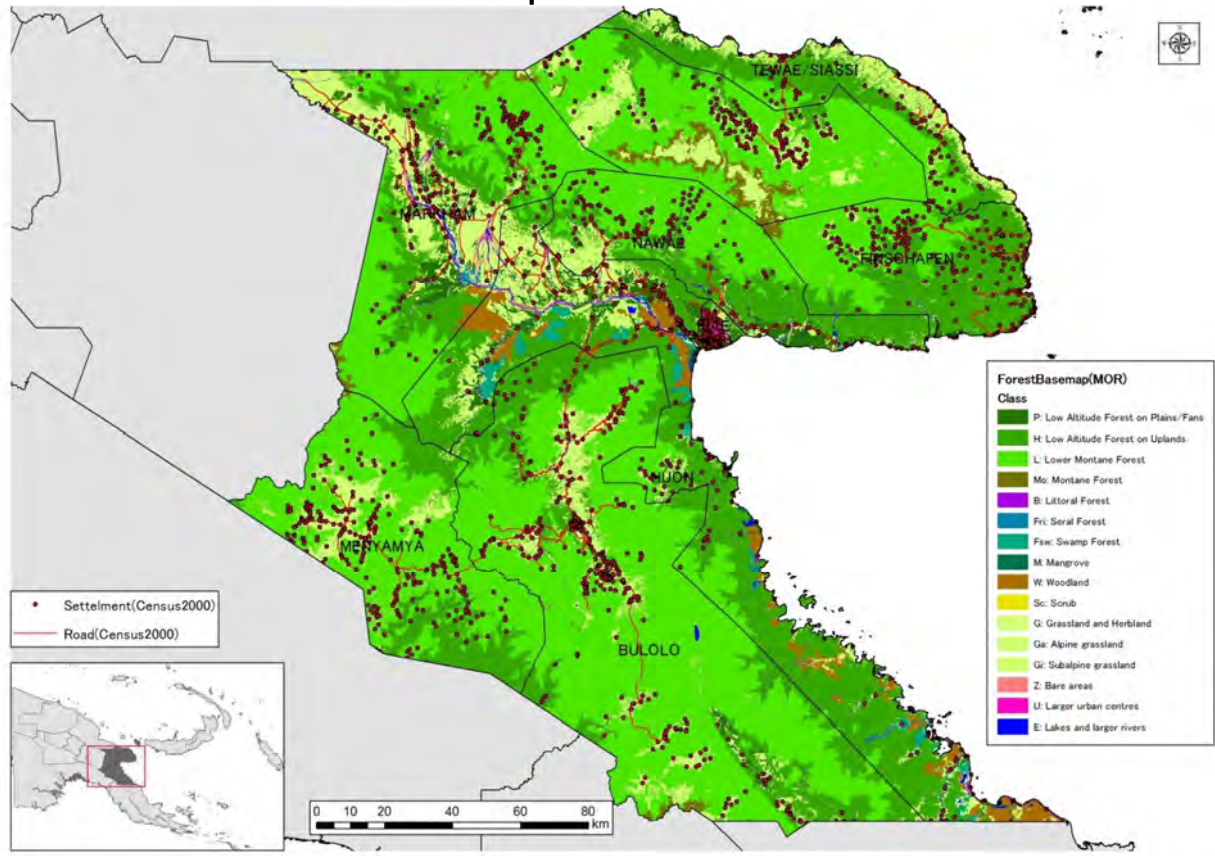 TEWAE/SIASSI
MARKHAM
NAWAE
FINSCHAFEN
LAE
HUON
MENYAMYA
BULOLO
ForestBasemap(MOR)
Class
P: Low Altitude Forest on Plains/Fans
H: Low Altitude Forest on Uplands
L: Lower Montane Forest
Mo: Montane Forest
B: Littoral Forest
Fri: Seral Forest
Fsw: Swamp Forest
M: Mangrove
W: Woodland
Sc: Scrub
G: Grassland and Herbland
Ga: Alpine grassland
Gi: Subalpine grassland
Z: Bare areas
U: Larger urban centres
E: Lakes and larger rivers
Settelment(Census2000)
Road(Census2000)
0 10 20 40 60 80
km